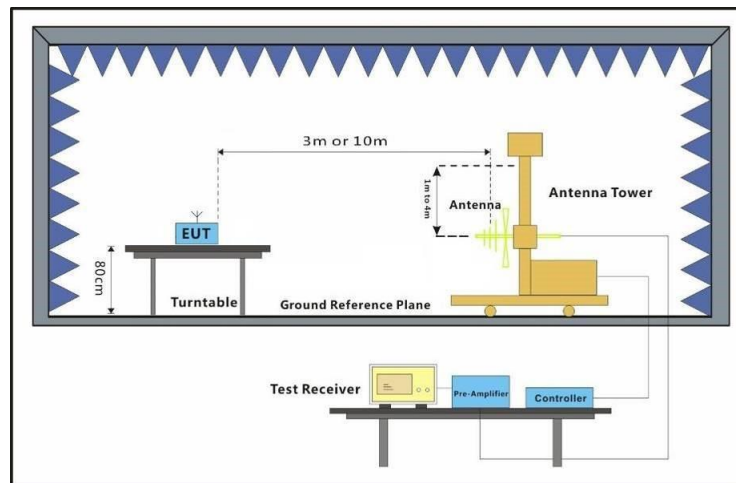 3m or 10m
1m to 4m
Antenna
Antenna Tower
EUT
80cm
Turntable
Ground Reference Plane
Test Receiver
Pre-Amplifier
Controller